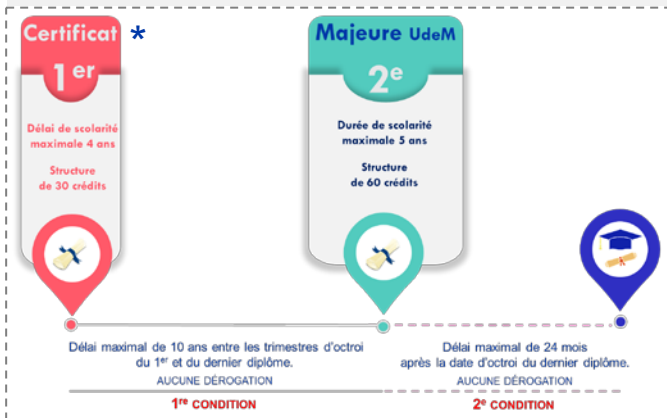 Certificat *
1er
Délai de scolarité
maximale 4 ans
Structure
de 30 crédits
Majeure UdeM
2e
Durée de scolarité
maximale 5 ans
Structure
de 60 crédits
Délai maximal de 10 ans entre les trimestres d'octroi
du 1er et du dernier diplôme.
AUCUNE DÉROGATION
1re CONDITION
Délai maximal de 24 mois
après la date d'octroi du dernier diplôme.
AUCUNE DÉROGATION
2e CONDITION